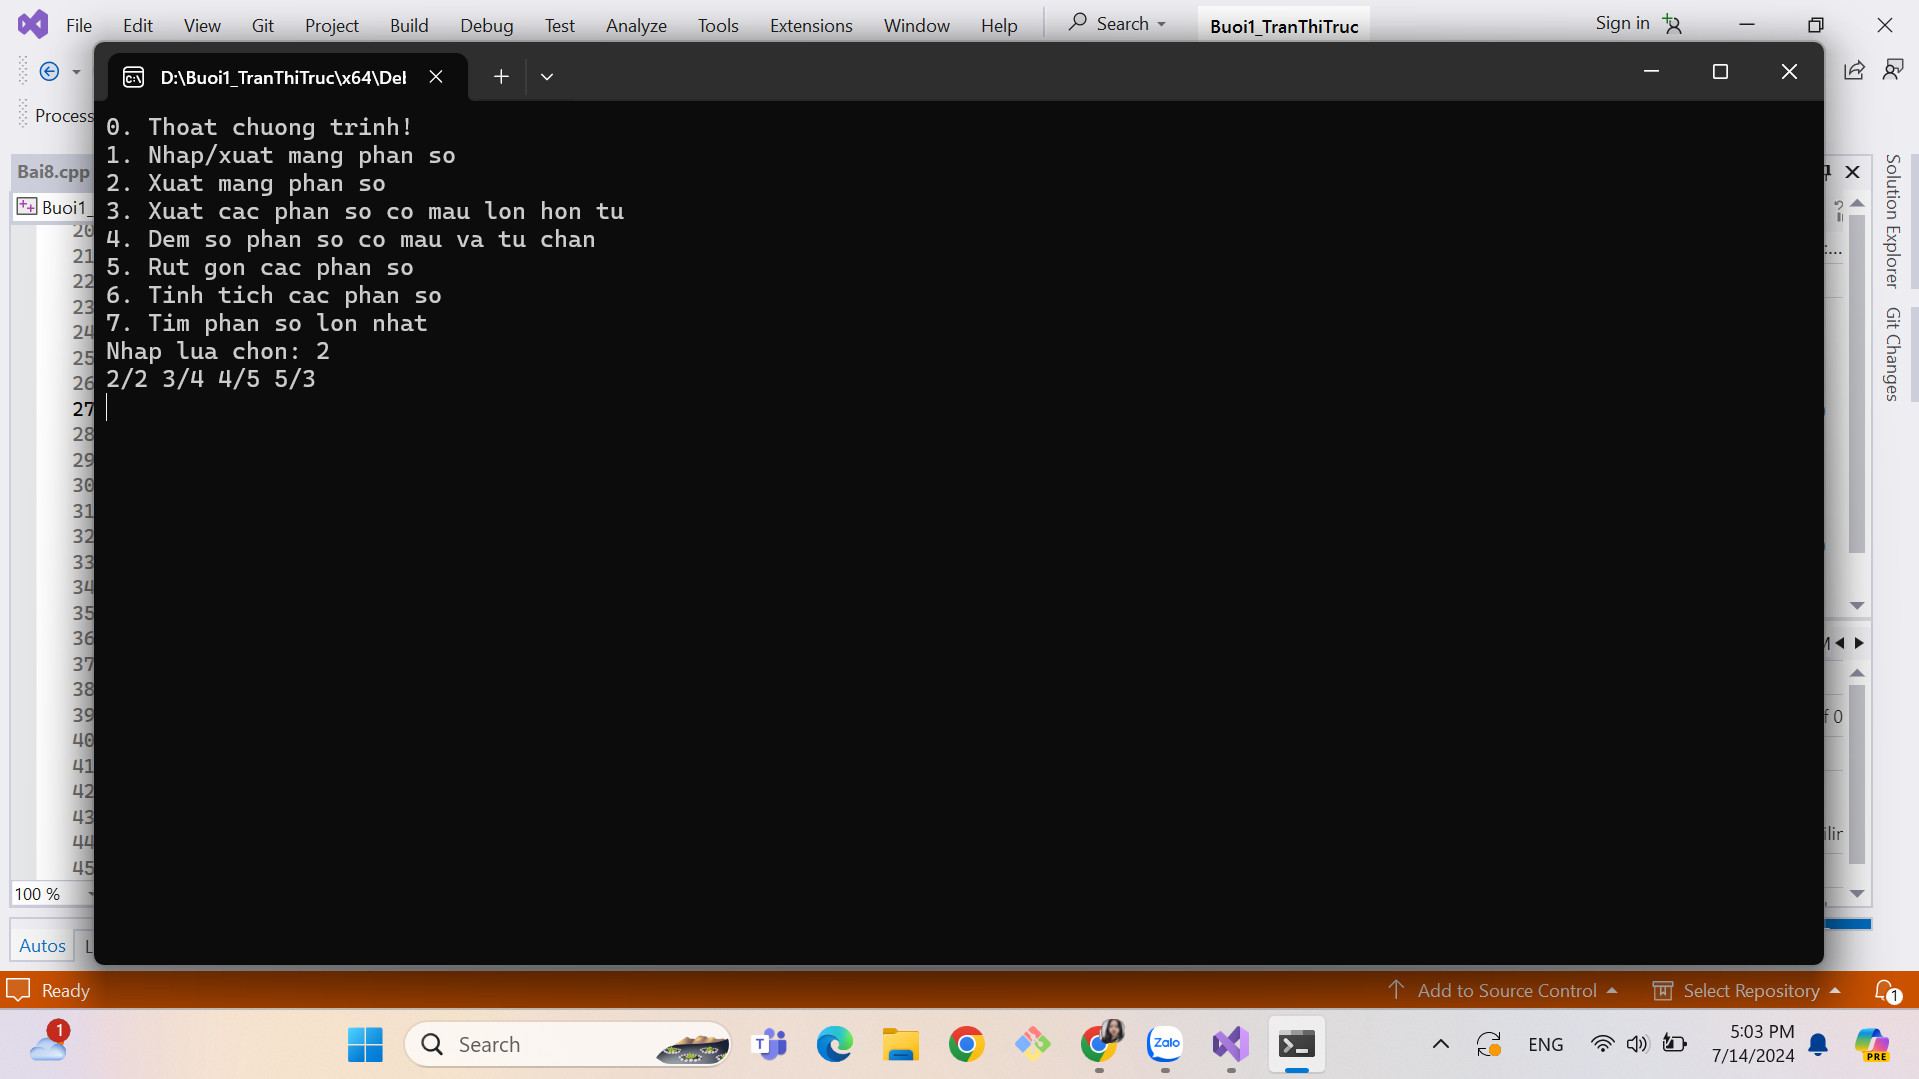 File Edit View Git Project Build Debug Test Analyze Tools Extensions Window Help Search Buoi1_TranThiTruc Sign in
D:\Buoi1_TranThiTruc\x64\Del
Process
0. Thoat chuong trinh!
1. Nhap/xuat mang phan so
2. Xuat mang phan so
3. Xuat cac phan so co mau lon hon tu
4. Dem so phan so co mau va tu chan
5. Rut gon cac phan so
6. Tinh tich cac phan so
7. Tim phan so lon nhat
Nhap lua chon: 2
2/2 3/4 4/5 5/3
Bai8.cpp
Buoi1_
20
21
22
23
24
25
26
27
28
29
30
31
32
33
34
35
36
37
38
39
40
41
42
43
44
45
100 %
Autos
Solution Explorer
Git Changes
f 0
Ready
Add to Source Control
Select Repository
1
1
Search
T
Zalo
ENG
5:03 PM
7/14/2024
PRE